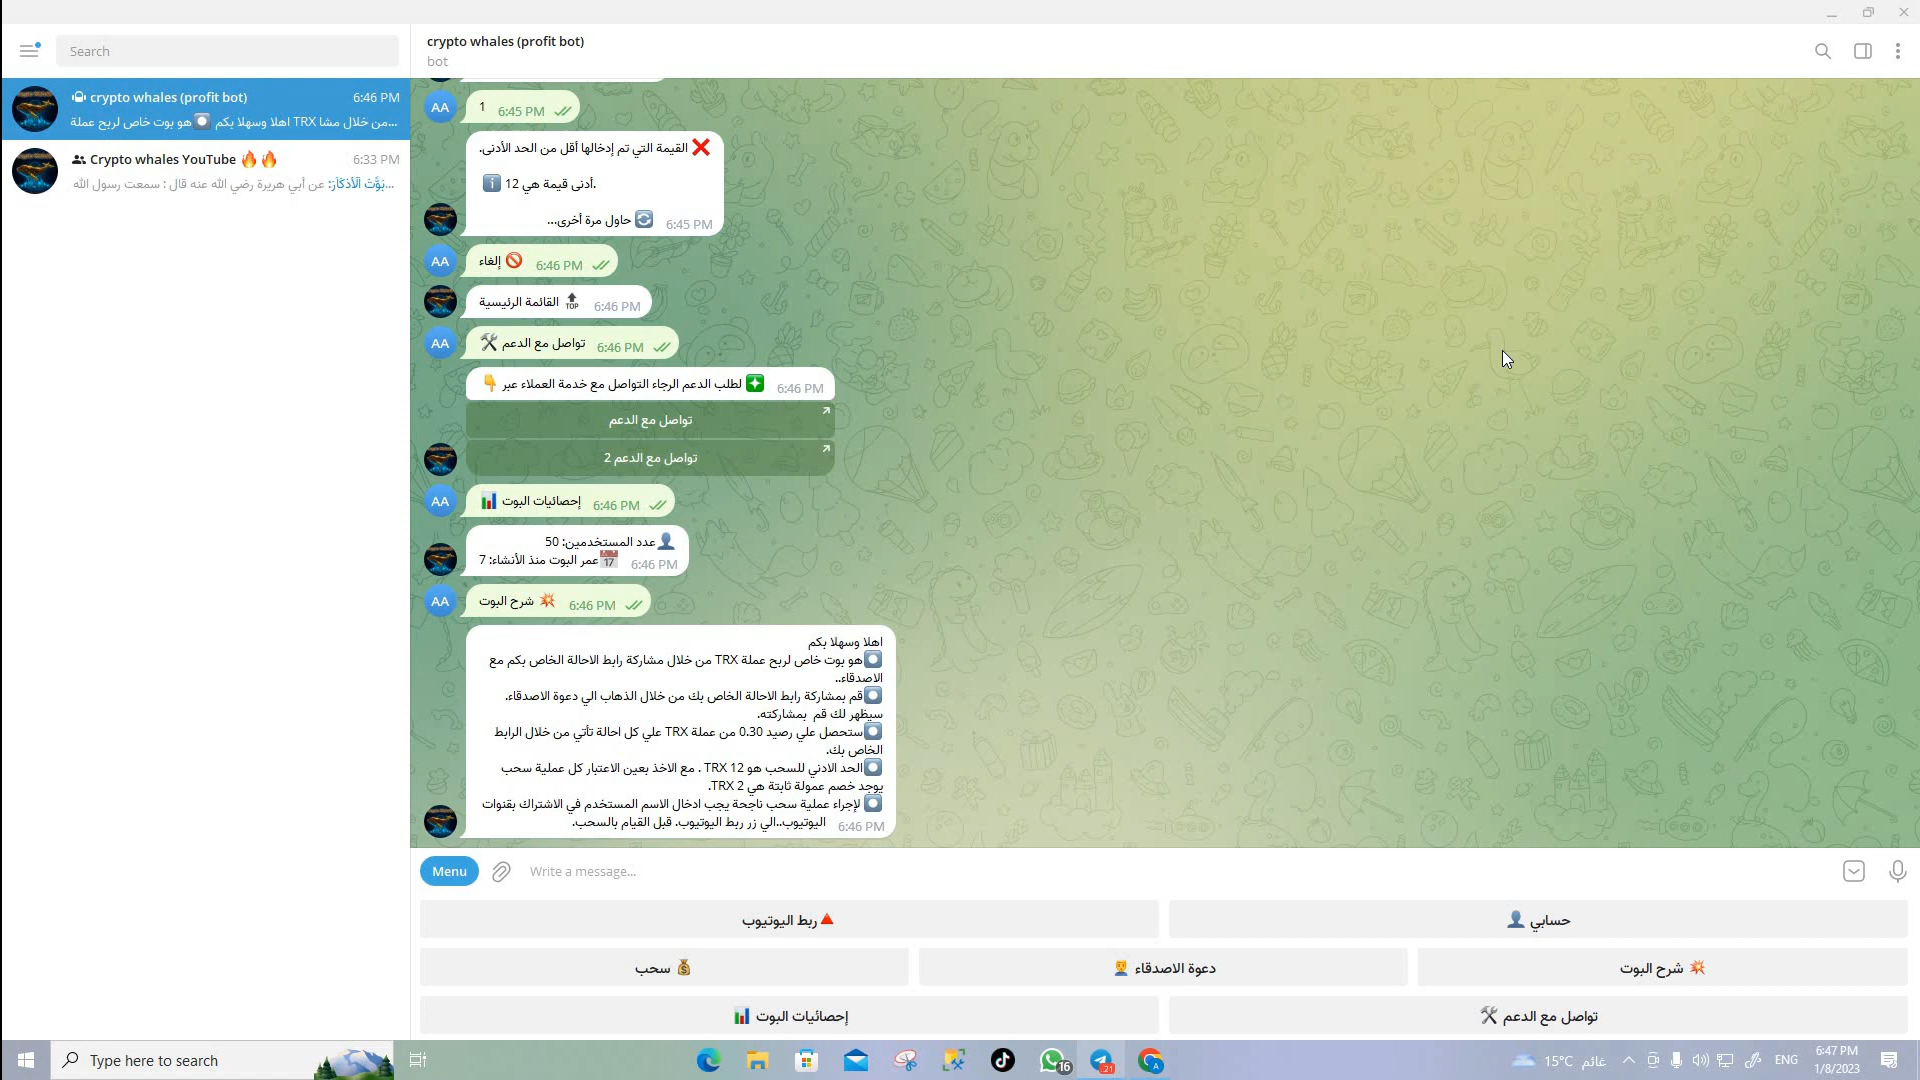 Search
crypto whales (profit bot)
bot
crypto whales (profit bot) 6:46 PM
اهلا وسهلا بكم هو بوت خاص لربح عملة TRX من خلال مشا...
Crypto whales YouTube 🔥🔥 6:33 PM
بَوَّتَ اَلْأَذْكَاَرَ: عن أبي هريرة رضي الله عنه قال : سمعت رسول الله...
AA
1 6:45 PM
❌ القيمة التي تم إدخالها أقل من الحد الأدنى.
ℹ️ أدنى قيمة هي 12.
🔄 حاول مرة أخرى... 6:45 PM
AA
إلغاء 🚫 6:46 PM
القائمة الرئيسية 🔝 6:46 PM
AA
🛠 تواصل مع الدعم 6:46 PM
❇️ لطلب الدعم الرجاء التواصل مع خدمة العملاء عبر 👇 6:46 PM
تواصل مع الدعم
تواصل مع الدعم 2
AA
📊 إحصائيات البوت 6:46 PM
👤عدد المستخدمين: 50
📅عمر البوت منذ الأنشاء: 7 6:46 PM
AA
💥 شرح البوت 6:46 PM
اهلا وسهلا بكم
⏺هو بوت خاص لربح عملة TRX من خلال مشاركة رابط الاحالة الخاص بكم مع
الاصدقاء..
⏺قم بمشاركة رابط الاحالة الخاص بك من خلال الذهاب الي دعوة الاصدقاء.
سيظهر لك قم بمشاركته.
⏺ستحصل علي رصيد 0.30 من عملة TRX علي كل احالة تأتي من خلال الرابط
الخاص بك.
⏺الحد الادني للسحب هو 12 TRX . مع الاخذ بعين الاعتبار كل عملية سحب
يوجد خصم عمولة ثابتة هي 2 TRX.
⏺ لإجراء عملية سحب ناجحة يجب ادخال الاسم المستخدم في الاشتراك بقنوات
اليوتيوب..الي زر ربط اليوتيوب. قبل القيام بالسحب. 6:46 PM
Menu
Write a message...
🔺ربط اليوتيوب
حسابي 👤
سحب 💰
دعوة الاصدقاء 🤦‍♂️
💥 شرح البوت
📊 إحصائيات البوت
🛠 تواصل مع الدعم
Type here to search
16
21
A
15°C غائم
ENG
6:47 PM
1/8/2023